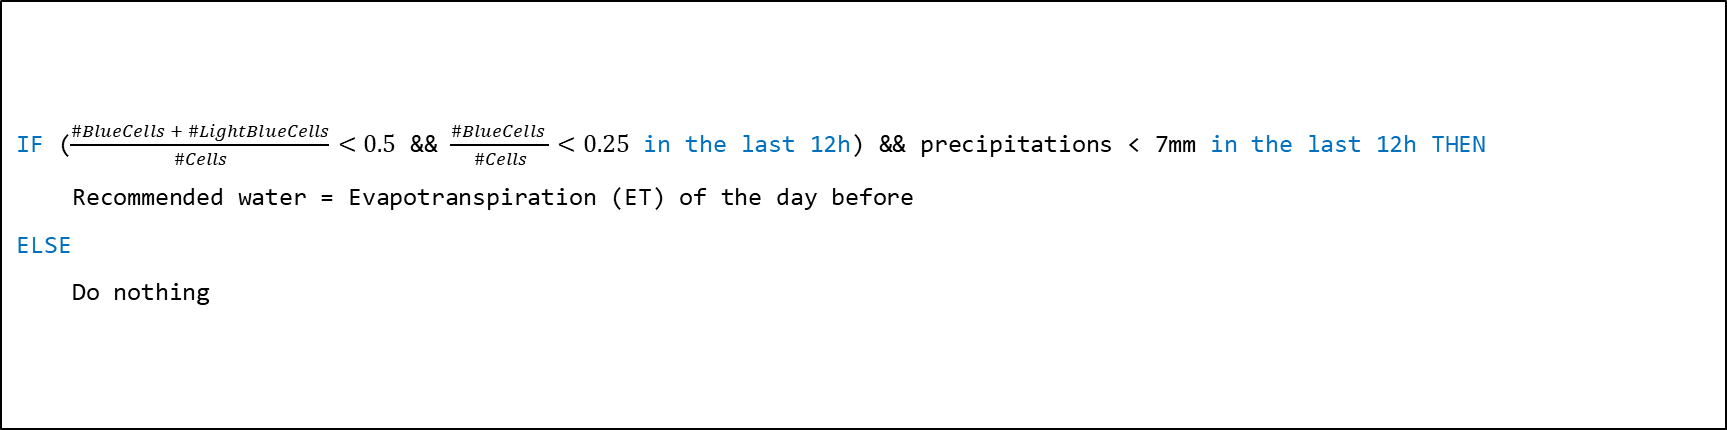 IF (#BlueCells + #LightBlueCells / #Cells < 0.5 && #BlueCells / #Cells < 0.25 in the last 12h) && precipitations < 7mm in the last 12h THEN
Recommended water = Evapotranspiration (ET) of the day before
ELSE
Do nothing